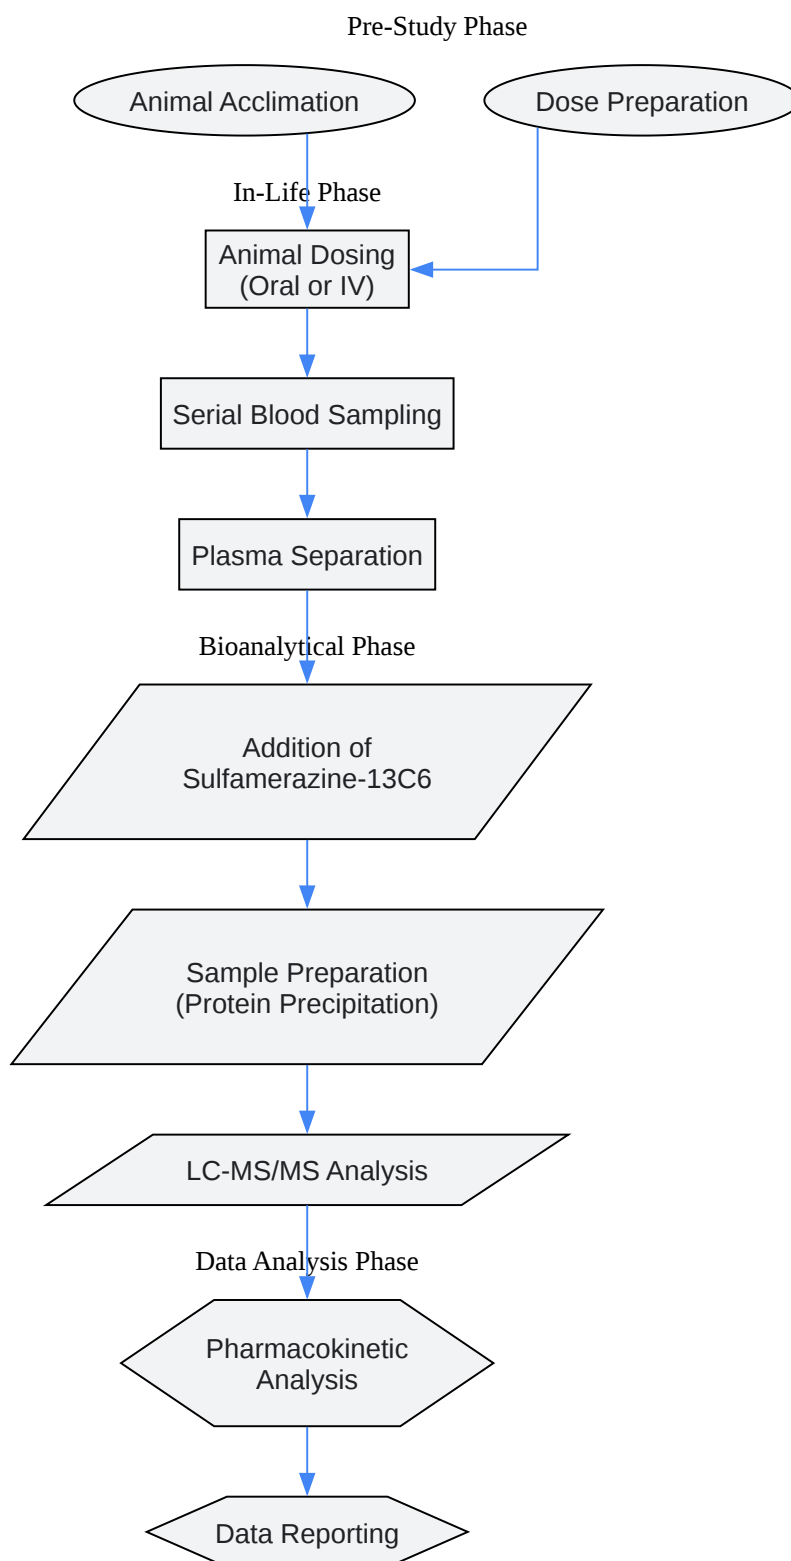 Pre-Study Phase
Animal Acclimation
Dose Preparation
In-Life Phase
Animal Dosing
(Oral or IV)
Serial Blood Sampling
Plasma Separation
Bioanalytical Phase
Addition of
Sulfamerazine-13C6
Sample Preparation
(Protein Precipitation)
LC-MS/MS Analysis
Data Analysis Phase
Pharmacokinetic
Analysis
Data Reporting